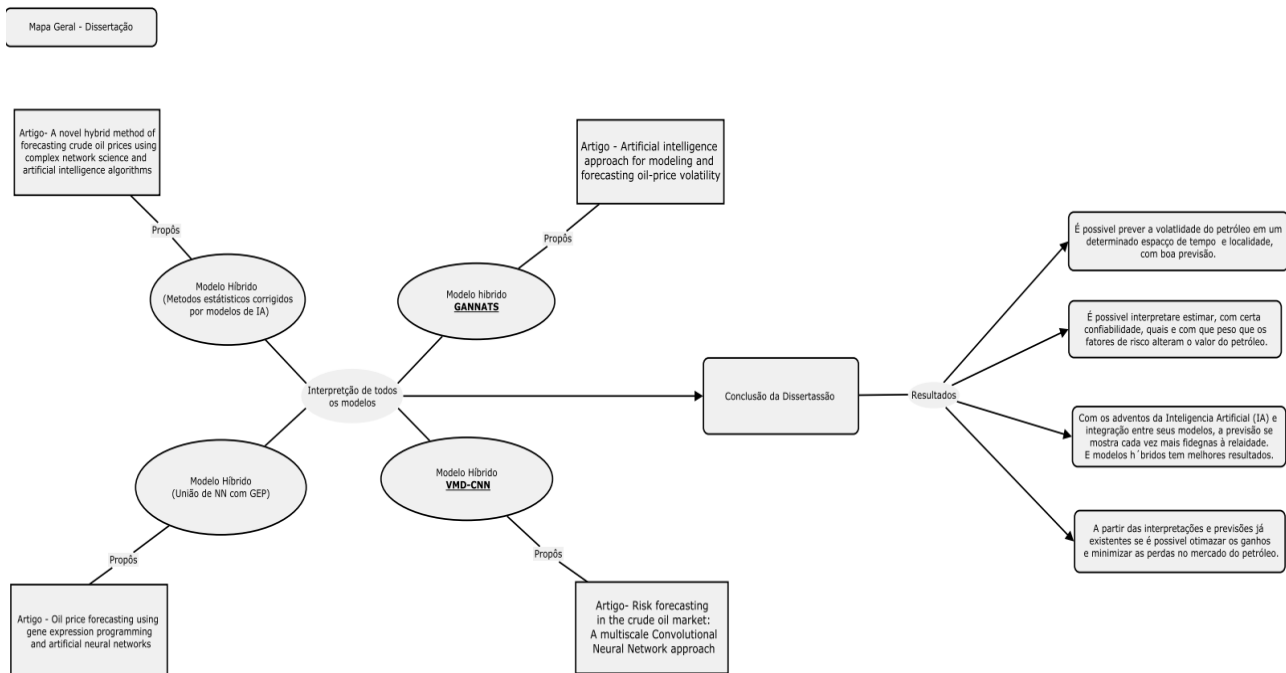 Mapa Geral - Dissertação
Artigo- A novel hybrid method of
forecasting crude oil prices using
complex network science and
artificial intelligence algorithms
Artigo - Artificial intelligence
approach for modeling and
forecasting oil-price volatility
Propôs
Propôs
Modelo Híbrido
(Metodos estátisticos corrigidos
por modelos de IA)
Modelo hibrido
GANNATS
Interpretção de todos
os modelos
Modelo Híbrido
(União de NN com GEP)
Modelo Híbrido
VMD-CNN
Propôs
Propôs
Artigo - Oil price forecasting using
gene expression programming
and artificial neural networks
Artigo- Risk forecasting
in the crude oil market:
A multiscale Convolutional
Neural Network approach
Conclusão da Dissertassão
Resultados
É possivel prever a volatlidade do petróleo em um
determinado espacço de tempo e localidade,
com boa previsão.
É possivel interpretare estimar, com certa
confiabilidade, quais e com que peso que os
fatores de risco alteram o valor do petróleo.
Com os adventos da Inteligencia Artificial (IA) e
integração entre seus modelos, a previsão se
mostra cada vez mais fidegnas à relaidade.
E modelos h´bridos tem melhores resultados.
A partir das interpretações e previsões já
existentes se é possivel otimazar os ganhos
e minimizar as perdas no mercado do petróleo.